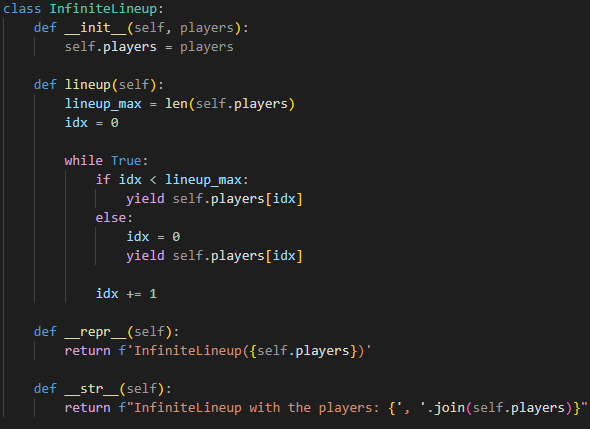 class InfiniteLineup:
    def __init__(self, players):
        self.players = players

    def lineup(self):
        lineup_max = len(self.players)
        idx = 0

        while True:
            if idx < lineup_max:
                yield self.players[idx]
            else:
                idx = 0
                yield self.players[idx]

            idx += 1

    def __repr__(self):
        return f'InfiniteLineup({self.players})'

    def __str__(self):
        return f"InfiniteLineup with the players: {', '.join(self.players)}"